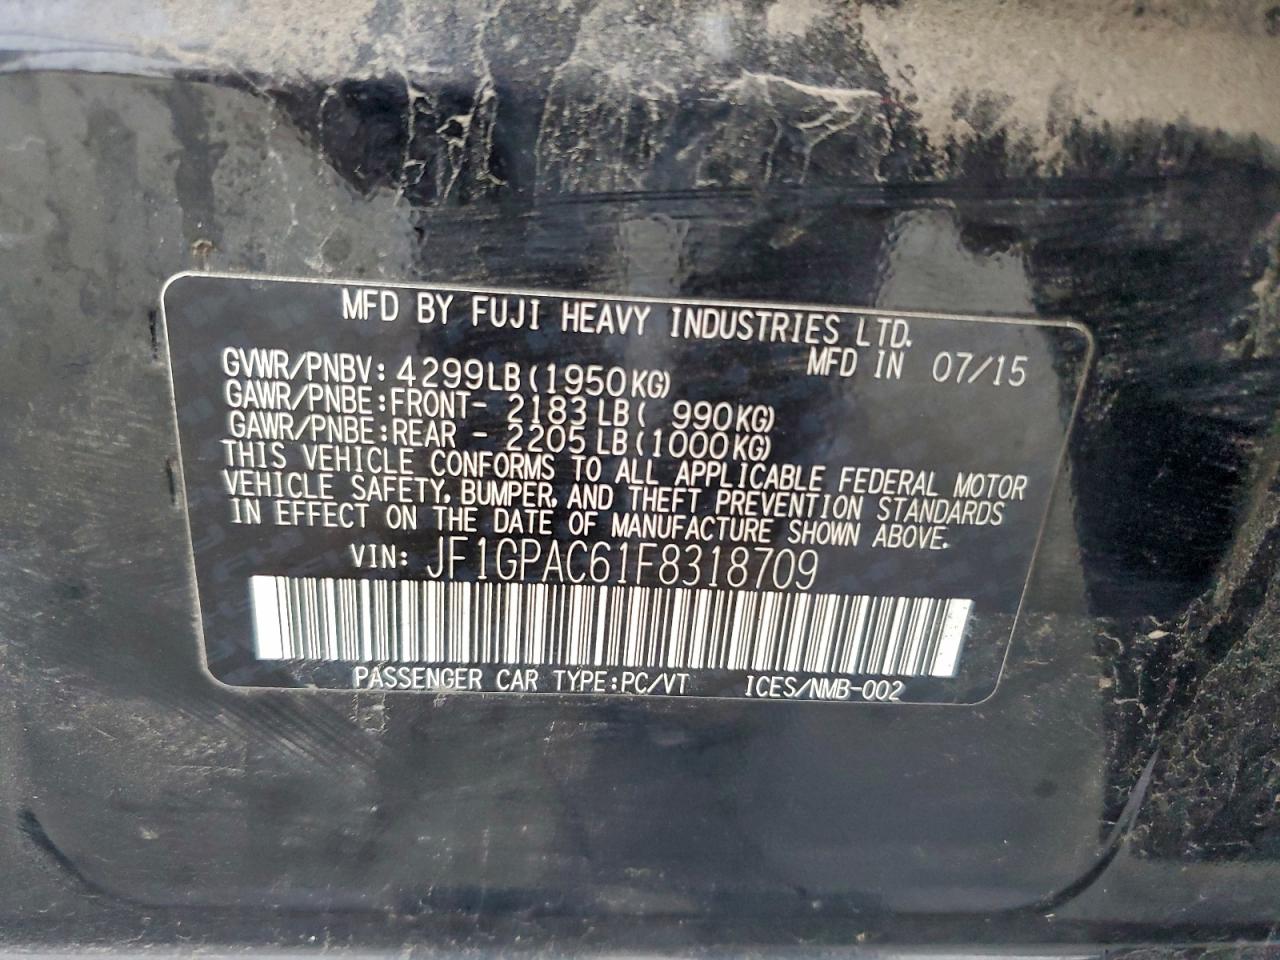 MFD BY FUJI HEAVY INDUSTRIES LTD.
MFD IN 07/15
GVWR/PNBV: 4299LB(1950KG)
GAWR/PNBE:FRONT- 2183 LB( 990KG)
GAWR/PNBE:REAR - 2205 LB(1000KG)
THIS VEHICLE CONFORMS TO ALL APPLICABLE FEDERAL MOTOR
VEHICLE SAFETY, BUMPER, AND THEFT PREVENTION STANDARDS
IN EFFECT ON THE DATE OF MANUFACTURE SHOWN ABOVE.
VIN: JF1GPAC61F8318709
PASSENGER CAR TYPE:PC/VT ICES/NMB-002